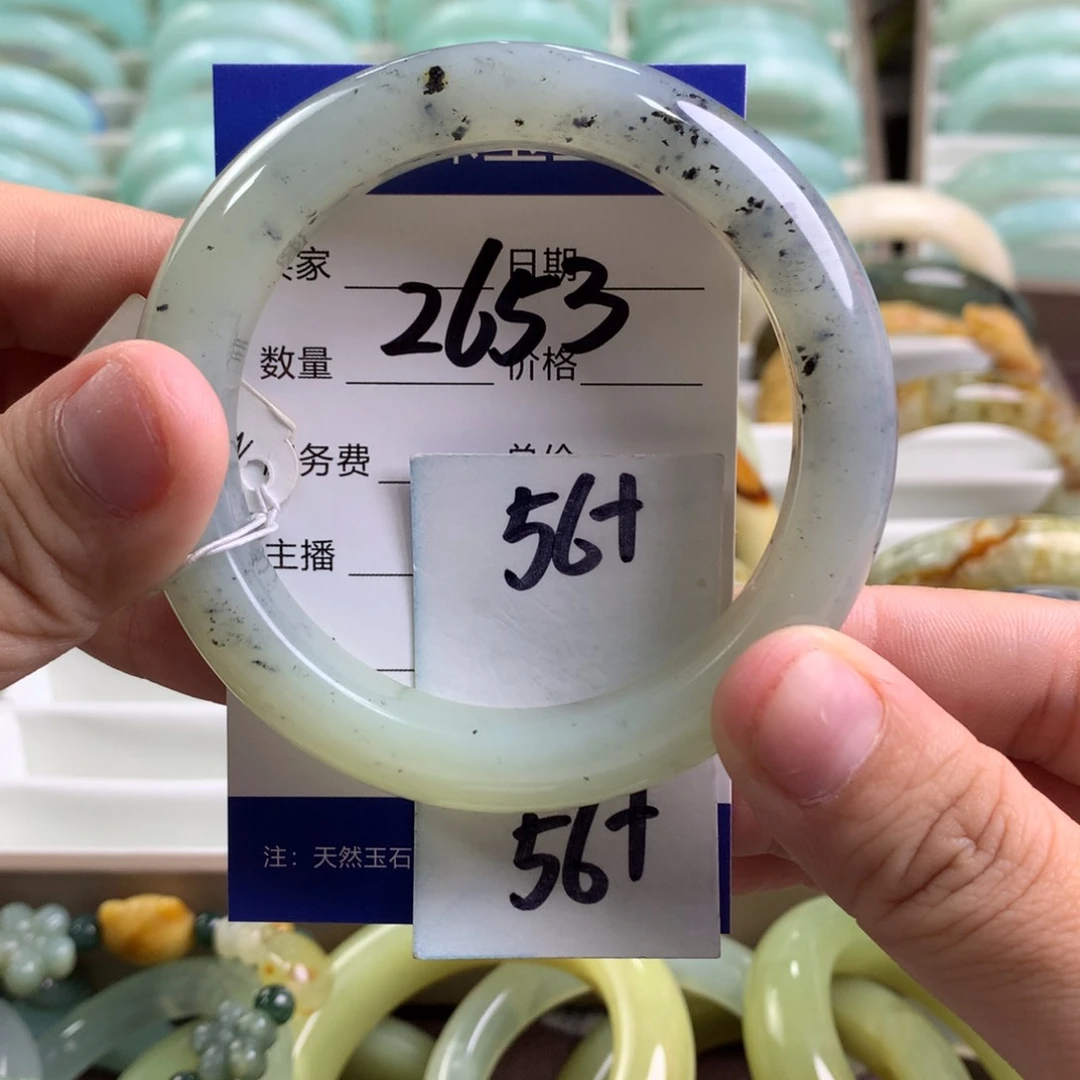 家 日期
2653
数量 价格
务费
56+
主播
56+
注：天然玉石